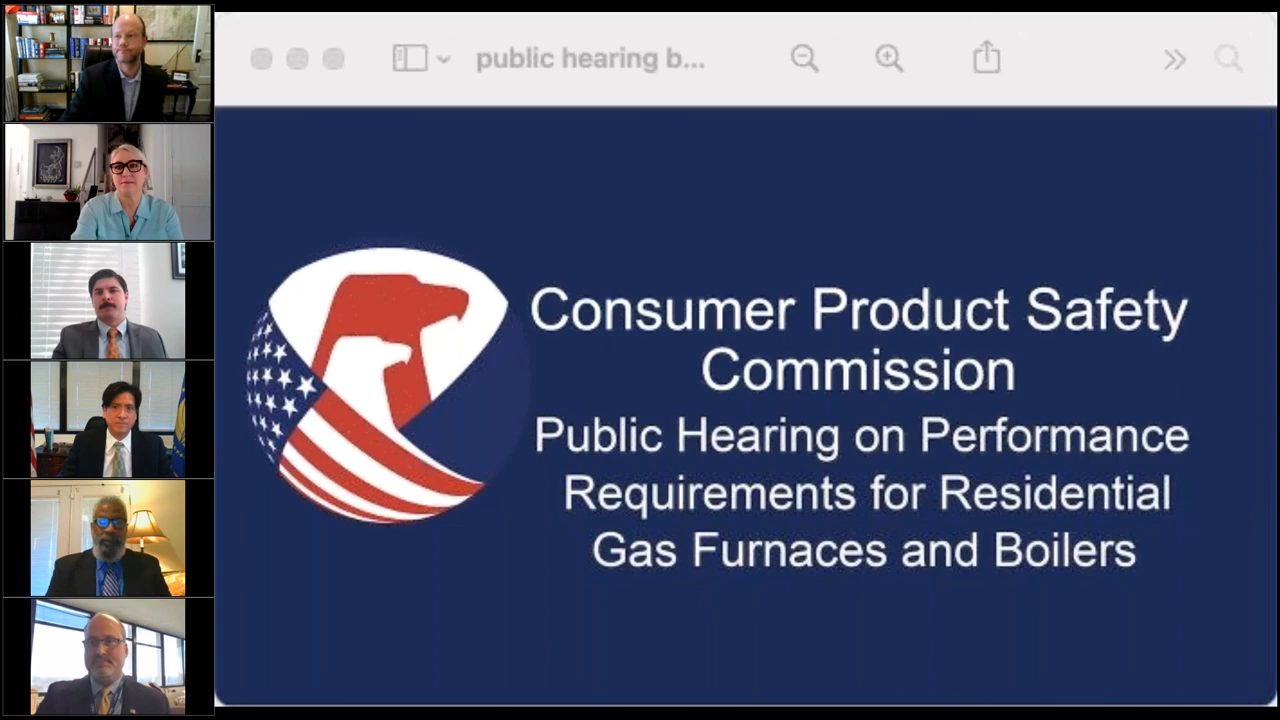 public hearing b...
Consumer Product Safety
Commission
Public Hearing on Performance
Requirements for Residential
Gas Furnaces and Boilers